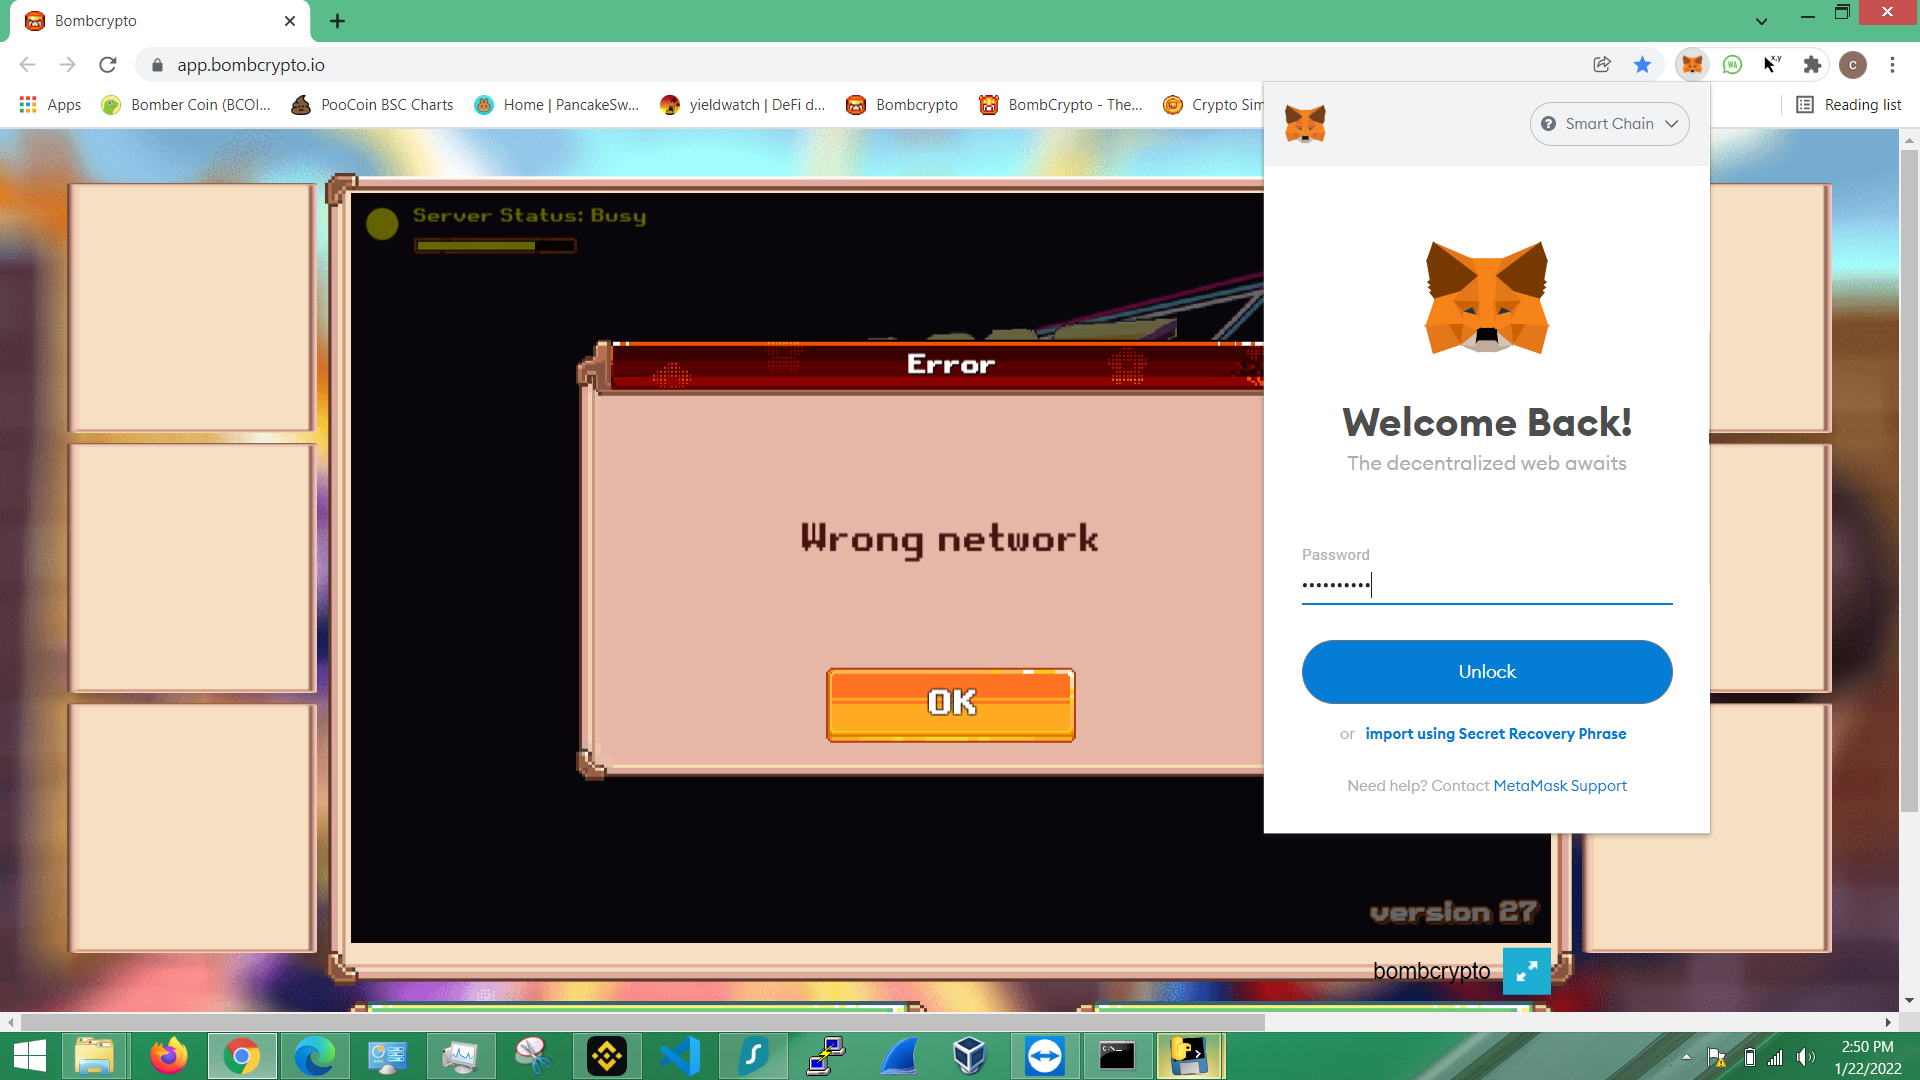 Bombcrypto
app.bombcrypto.io
x,y
WA
C
Apps
Bomber Coin (BCOI...
PooCoin BSC Charts
Home | PancakeSw...
yieldwatch | DeFi d...
Bombcrypto
BombCrypto - The...
Crypto Sim
Reading list
Smart Chain
Server Status: Busy
Error
Wrong network
OK
Welcome Back!
The decentralized web awaits
Password
••••••••••
Unlock
or import using Secret Recovery Phrase
Need help? Contact MetaMask Support
version 27
bombcrypto
2:50 PM
1/22/2022